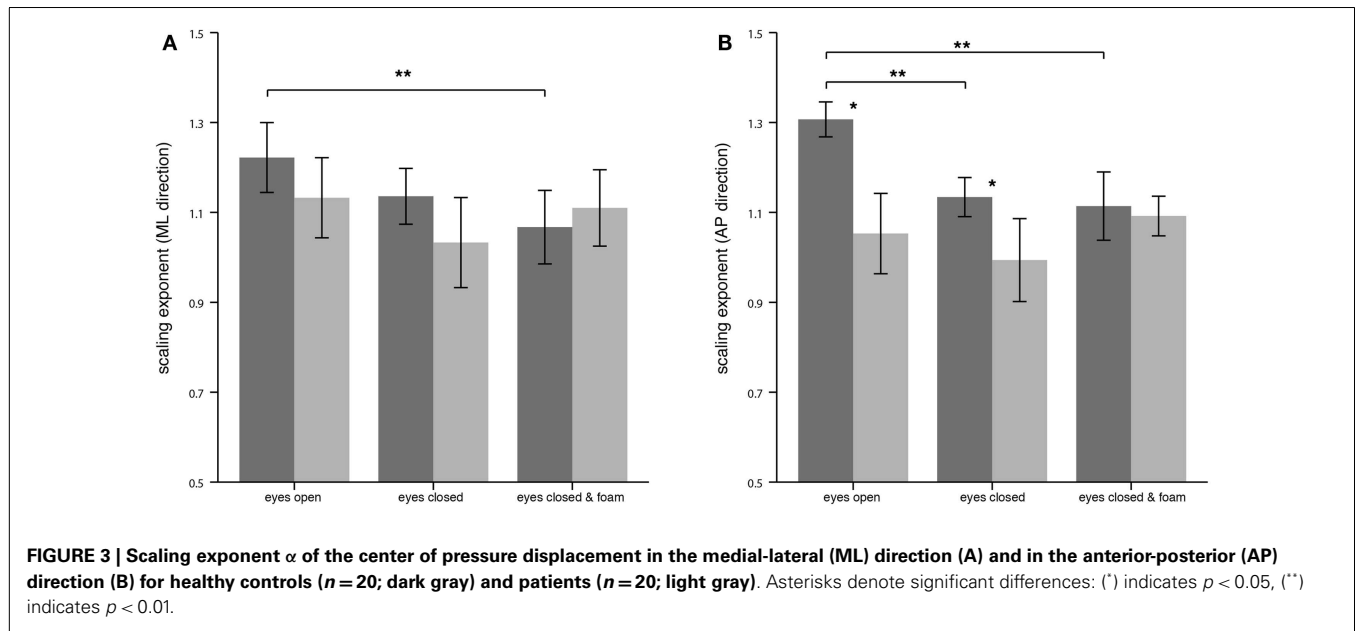 A
**
1.5
1.3
1.1
0.9
0.7
0.5
scaling exponent (ML direction)
eyes open
eyes closed
eyes closed & foam
B
**
**
*
*
1.5
1.3
1.1
0.9
0.7
0.5
scaling exponent (AP direction)
eyes open
eyes closed
eyes closed & foam
FIGURE 3 | Scaling exponent α of the center of pressure displacement in the medial-lateral (ML) direction (A) and in the anterior-posterior (AP)
direction (B) for healthy controls (n = 20; dark gray) and patients (n = 20; light gray). Asterisks denote significant differences: (*) indicates p < 0.05, (**)
indicates p < 0.01.